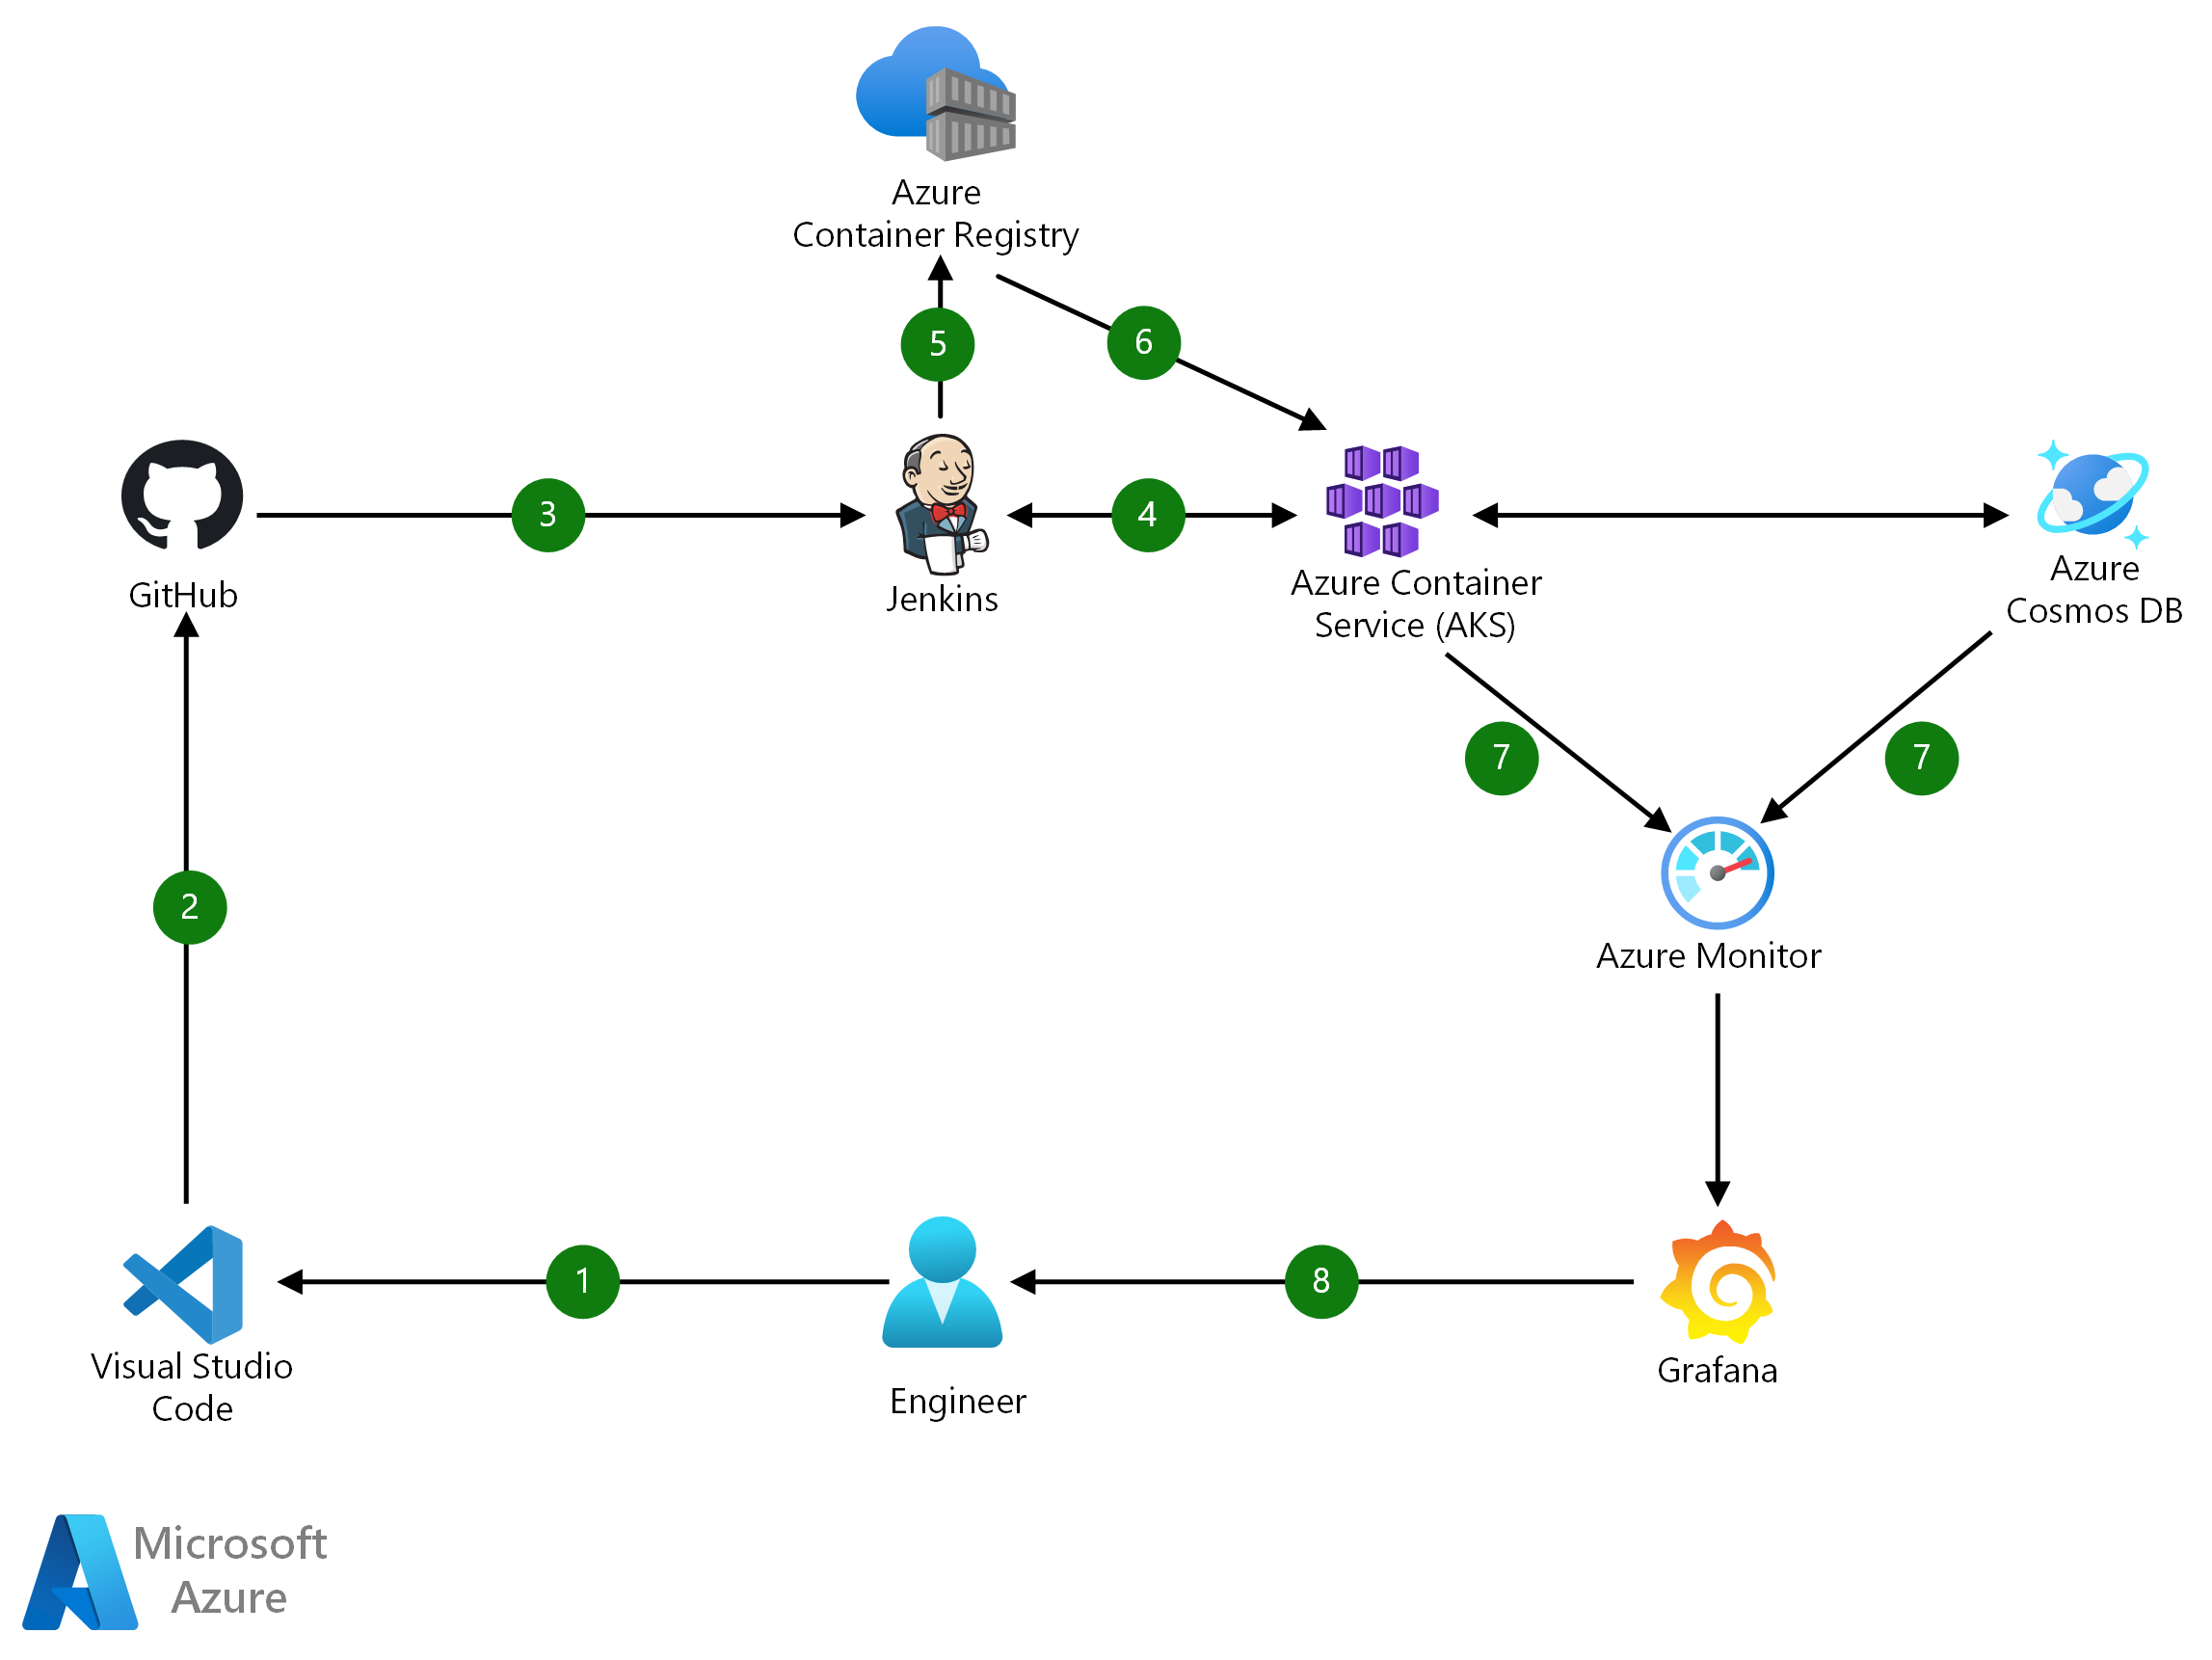 Azure
Container Registry
5
6
GitHub
3
Jenkins
4
Azure Container
Service (AKS)
Azure
Cosmos DB
7
7
2
Azure Monitor
Visual Studio
Code
1
Engineer
8
Grafana
Microsoft
Azure